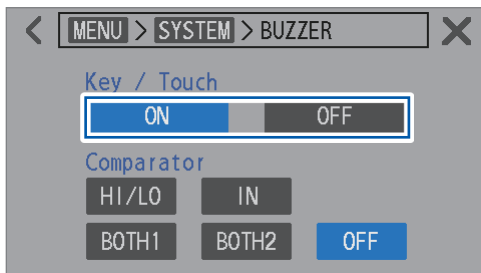 MENU > SYSTEM > BUZZER
Key / Touch
ON OFF
Comparator
HI/LO IN
BOTH1 BOTH2 OFF